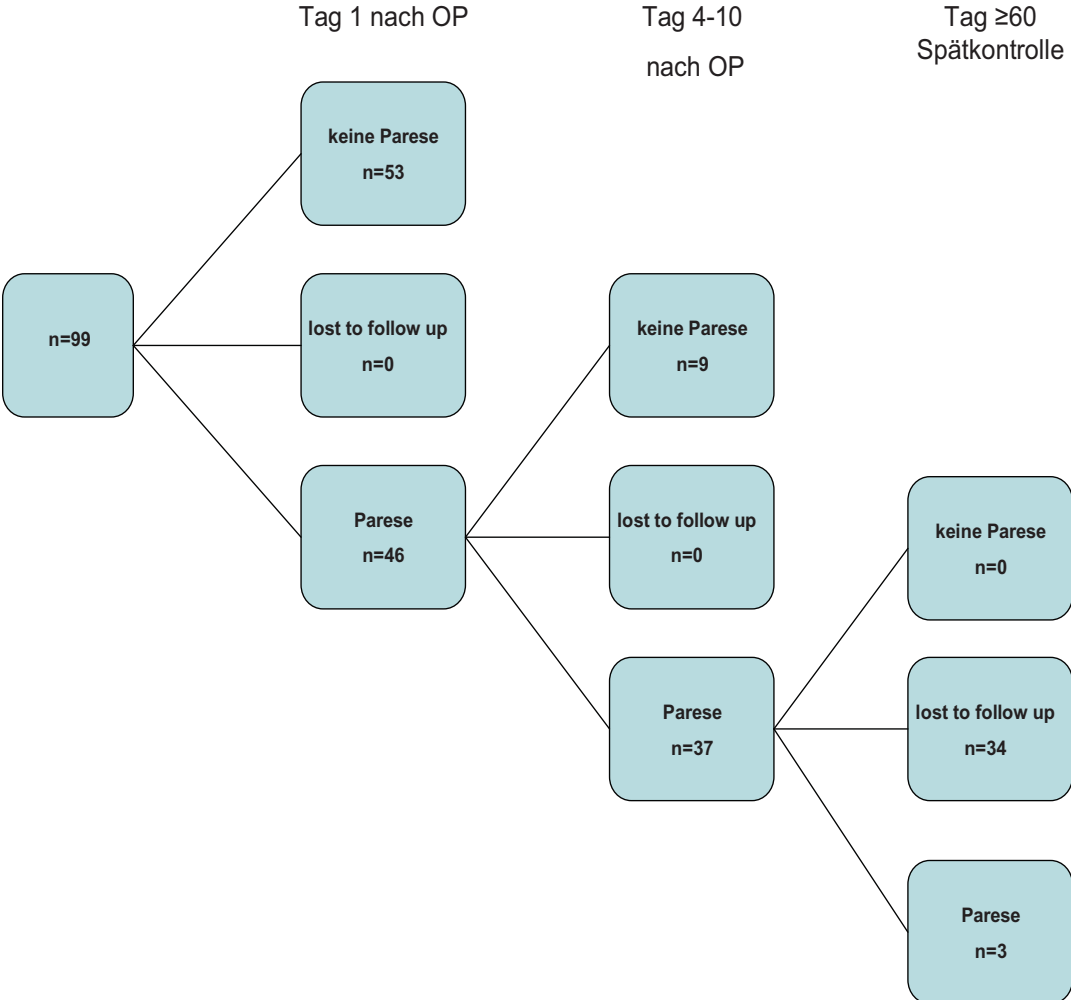 Tag 1 nach OP
Tag 4-10
nach OP
Tag ≥60
Spätkontrolle
keine Parese
n=53
n=99
lost to follow up
n=0
Parese
n=46
keine Parese
n=9
lost to follow up
n=0
Parese
n=37
keine Parese
n=0
lost to follow up
n=34
Parese
n=3